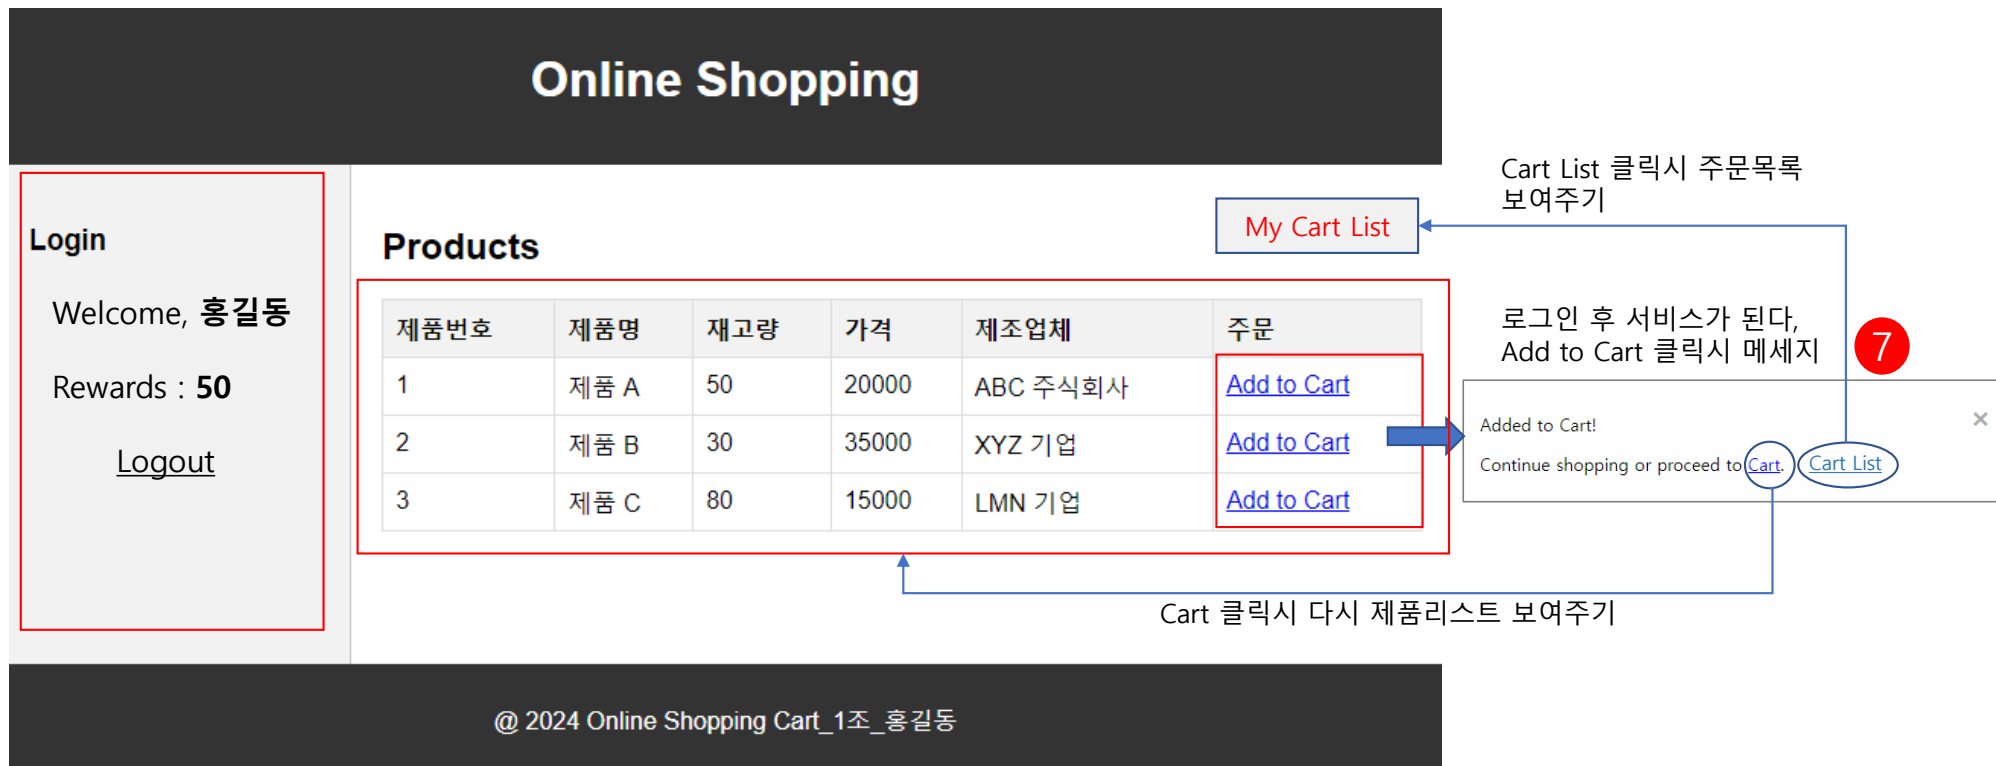 Online Shopping
Cart List 클릭시 주문목록
보여주기
My Cart List
Login
Products
Welcome, 홍길동
Rewards : 50
Logout
제품번호 제품명 재고량 가격 제조업체 주문
1 제품 A 50 20000 ABC 주식회사 Add to Cart
2 제품 B 30 35000 XYZ 기업 Add to Cart
3 제품 C 80 15000 LMN 기업 Add to Cart
로그인 후 서비스가 된다,
Add to Cart 클릭시 메세지
7
Added to Cart!
×
Continue shopping or proceed to Cart. Cart List
Cart 클릭시 다시 제품리스트 보여주기
@ 2024 Online Shopping Cart_1조_홍길동